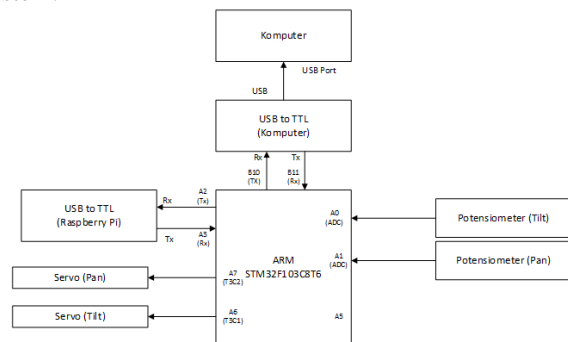 Komputer
USB Port
USB
USB to TTL
(Komputer)
Rx
Tx
B10
(TX)
B11
(Rx)
USB to TTL
(Raspberry Pi)
Rx
Tx
A2
(Tx)
A3
(Rx)
A0
(ADC)
Potensiometer (Tilt)
ARM
STM32F103C8T6
A1
(ADC)
Potensiometer (Pan)
Servo (Pan)
A7
(T3C2)
Servo (Tilt)
A6
(T3C1)
A5